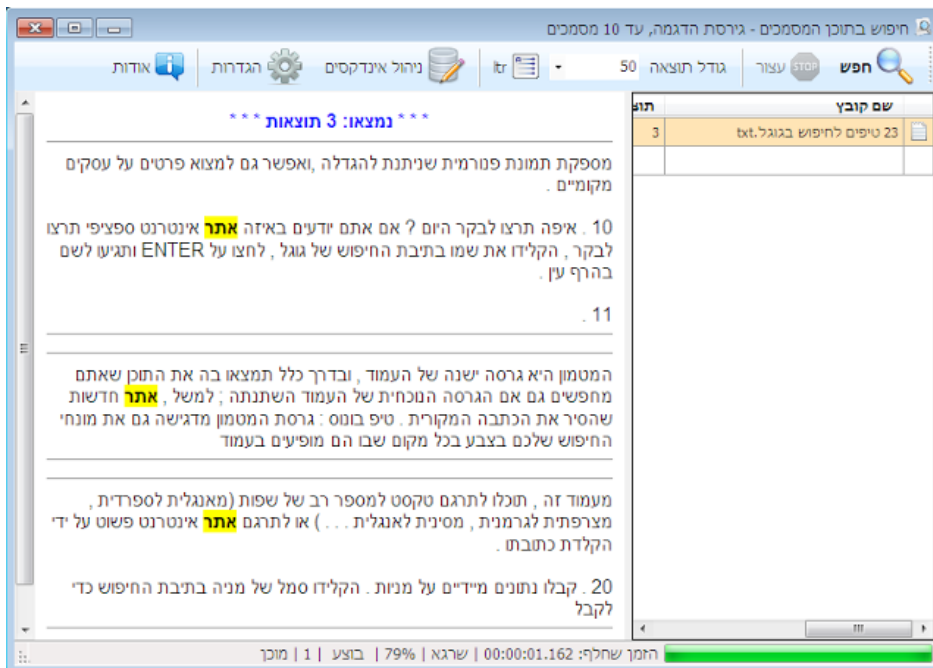 חיפוש בתוכן המסמכים - גירסת הדגמה, עד 10 מסמכים
חפש STOP עצור גודל תוצאה 50 ltr ניהול אינדקסים הגדרות אודות
שם קובץ
23 טיפים לחיפוש בגוגל.txt 3
* * * נמצאו: 3 תוצאות * * *
מספקת תמונת פנורמית שניתנת להגדלה ,ואפשר גם למצוא פרטים על עסקים
מקומיים .
10 . איפה תרצו לבקר היום ? אם אתם יודעים באיזה אתר אינטרנט ספציפי תרצו
לבקר , הקלידו את שמו בתיבת החיפוש של גוגל , לחצו על ENTER ותגיעו לשם
בהרף עין .
11 .
המטמון היא גרסה ישנה של העמוד , ובדרך כלל תמצאו בה את התוכן שאתם
מחפשים גם אם הגרסה הנוכחית של העמוד השתנתה ; למשל , אתר חדשות
שהסיר את הכתבה המקורית . טיפ בונוס : גרסת המטמון מדגישה גם את מונחי
החיפוש שלכם בצבע בכל מקום שבו הם מופיעים בעמוד
מעמוד זה , תוכלו לתרגם טקסט למספר רב של שפות (מאנגלית לספרדית ,
מצרפתית לגרמנית , מסינית לאנגלית . . . ) או לתרגם אתר אינטרנט פשוט על ידי
הקלדת כתובתו .
20 . קבלו נתונים מיידיים על מניות . הקלידו סמל של מניה בתיבת החיפוש כדי
לקבל
הזמן שחלף: 00:00:01.162 | שרגא | 79% | בוצע | 1 | מוכן